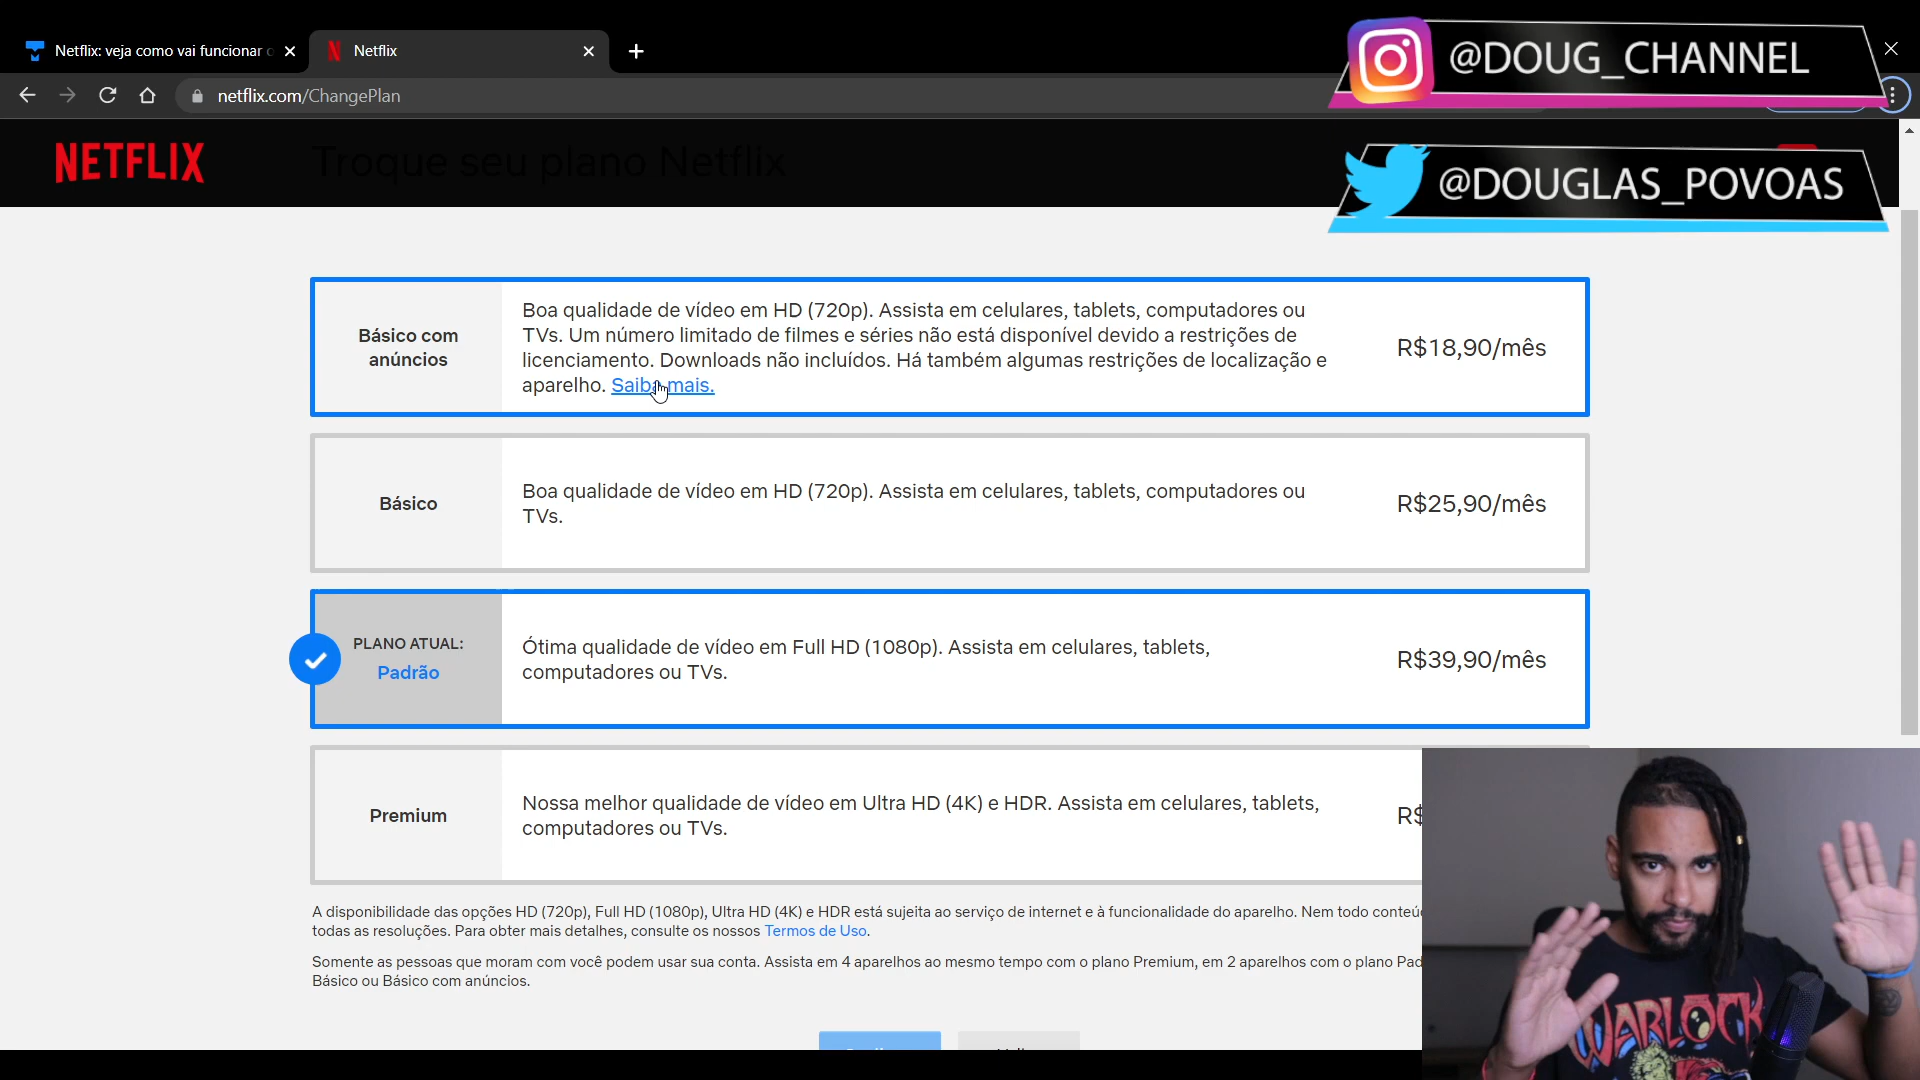 Netflix: veja como vai funcionar o
Netflix
netflix.com/ChangePlan
@DOUG_CHANNEL
NETFLIX
Troque seu plano Netflix
@DOUGLAS_POVOAS
Básico com
anúncios
Boa qualidade de vídeo em HD (720p). Assista em celulares, tablets, computadores ou
TVs. Um número limitado de filmes e séries não está disponível devido a restrições de
licenciamento. Downloads não incluídos. Há também algumas restrições de localização e
aparelho. Saiba mais.
R$18,90/mês
Básico
Boa qualidade de vídeo em HD (720p). Assista em celulares, tablets, computadores ou
TVs.
R$25,90/mês
PLANO ATUAL:
Padrão
Ótima qualidade de vídeo em Full HD (1080p). Assista em celulares, tablets,
computadores ou TVs.
R$39,90/mês
Premium
Nossa melhor qualidade de vídeo em Ultra HD (4K) e HDR. Assista em celulares, tablets,
computadores ou TVs.
R$
A disponibilidade das opções HD (720p), Full HD (1080p), Ultra HD (4K) e HDR está sujeita ao serviço de internet e à funcionalidade do aparelho. Nem todo
todas as resoluções. Para obter mais detalhes, consulte os nossos Termos de Uso.
Somente as pessoas que moram com você podem usar sua conta. Assista em 4 aparelhos ao mesmo tempo com o plano Premium, em 2 aparelhos com o plano
Básico ou Básico com anúncios.
WARLOCK